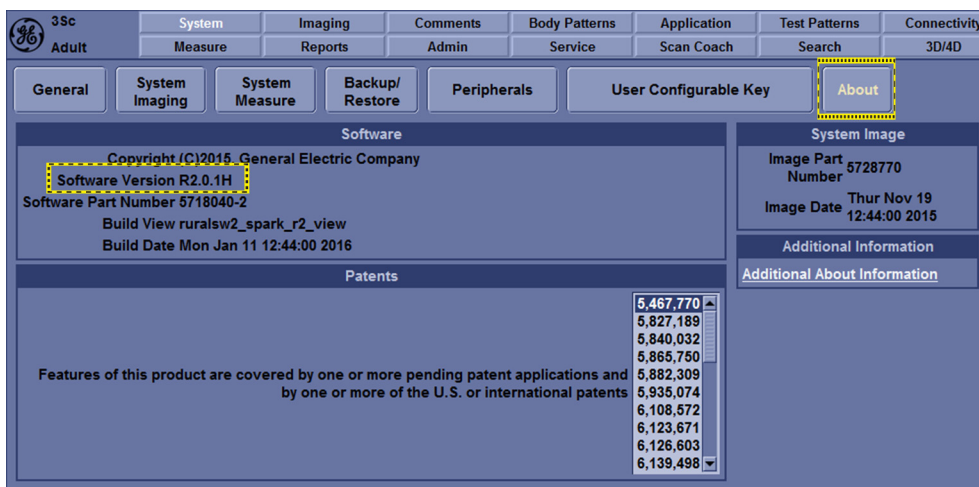 GE
3Sc
Adult
System Imaging Comments Body Patterns Application Test Patterns Connectivity
Measure Reports Admin Service Scan Coach Search 3D/4D
General
System
Imaging
System
Measure
Backup/
Restore
Peripherals
User Configurable Key
About
Software
Copyright (C)2015 General Electric Company
Software Version R2.0.1H
Software Part Number 5718040-2
Build View ruralsw2_spark_r2_view
Build Date Mon Jan 11 12:44:00 2016
System Image
Image Part
Number
5728770
Image Date
Thur Nov 19
12:44:00 2015
Additional Information
Additional About Information
Patents
Features of this product are covered by one or more pending patent applications and
by one or more of the U.S. or international patents
5,467,770
5,827,189
5,840,032
5,865,750
5,882,309
5,935,074
6,108,572
6,123,671
6,126,603
6,139,498